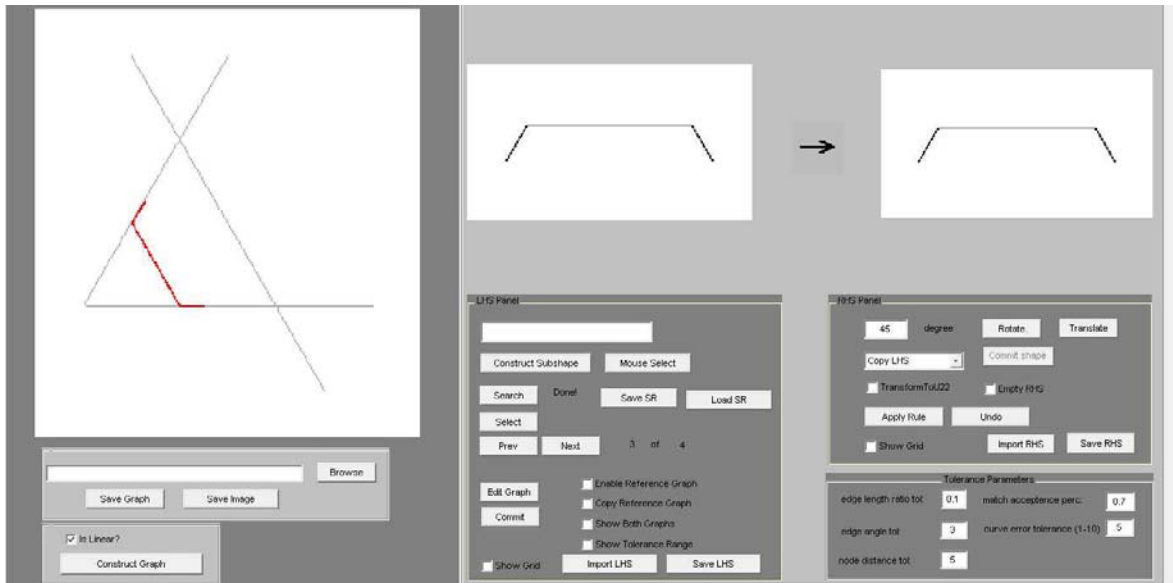 LHS Panel
Construct Subshape
Mouse Select
Search
Done!
Save SR
Load SR
Select
Prev
Next
3 of 4
Edit Graph
Commit
Enable Reference Graph
Copy Reference Graph
Show Both Graphs
Show Tolerance Range
Show Grid
Import LHS
Save LHS
RHS Panel
45 degree
Rotate
Translate
Copy LHS
Commit shape
TransformToU22
Empty RHS
Apply Rule
Undo
Show Grid
Import RHS
Save RHS
Tolerance Parameters
edge length ratio tol
0.1
match acceptence perc.
0.7
edge angle tol
3
curve error tolerance (1-10)
5
node distance tol
5
Browse
Save Graph
Save Image
Is Linear?
Construct Graph